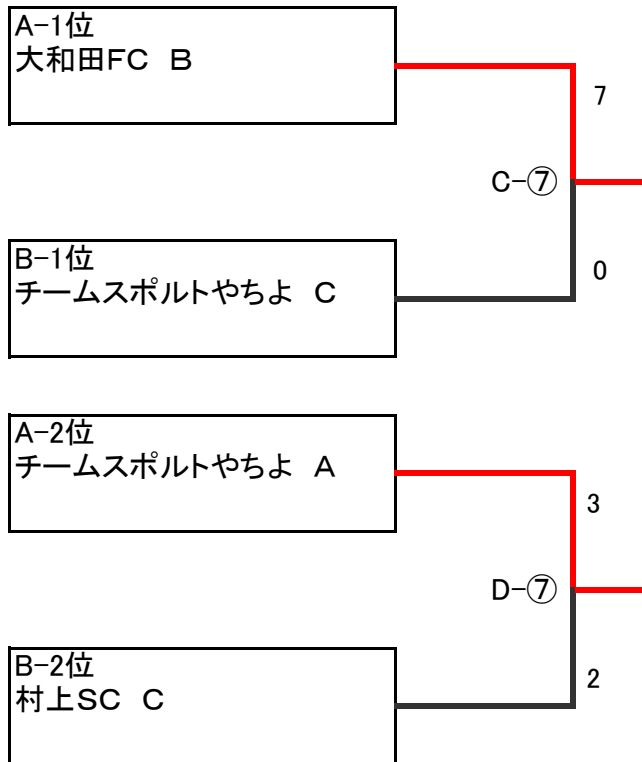 A-1位
大和田FC B
7
C-⑦
B-1位
チームスポルトやちよ C
0
A-2位
チームスポルトやちよ A
3
D-⑦
B-2位
村上SC C
2